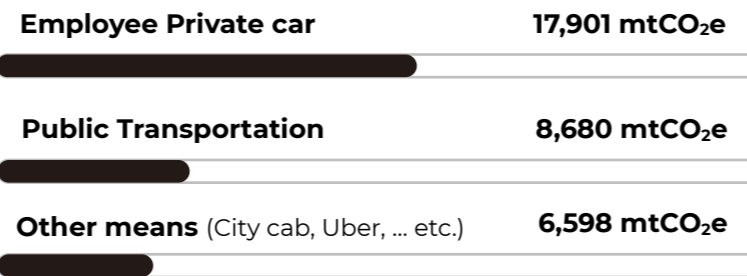 Employee Private car 17,901 mtCO₂e
Public Transportation 8,680 mtCO₂e
Other means (City cab, Uber, ... etc.) 6,598 mtCO₂e